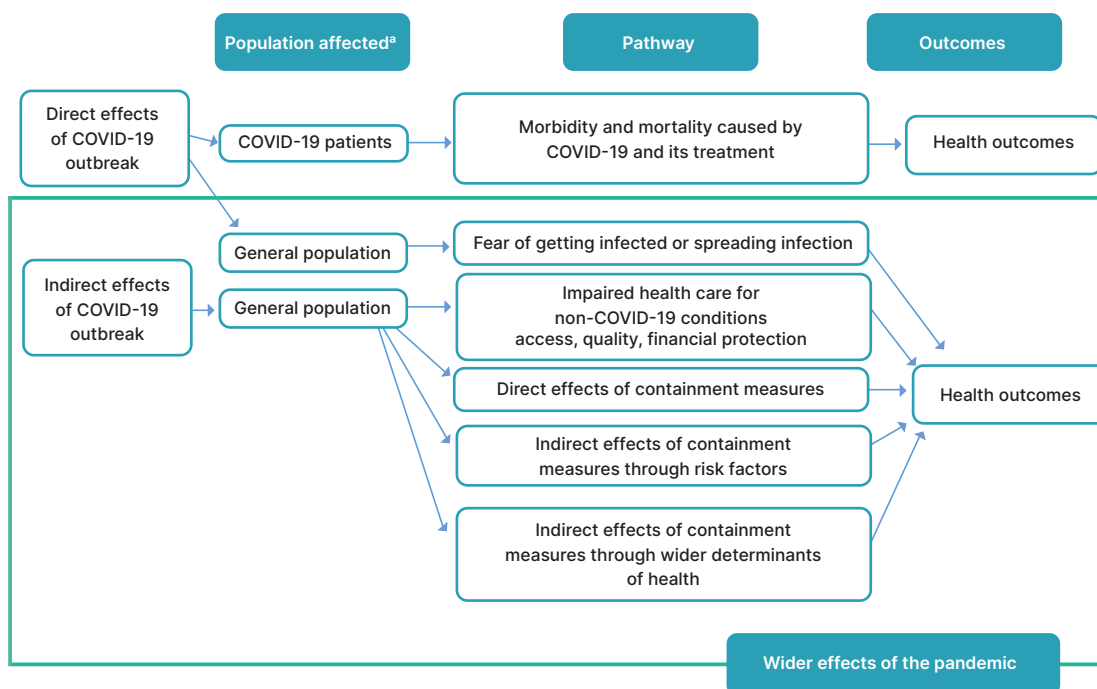 Population affectedᵃ
Pathway
Outcomes
Direct effects
of COVID-19
outbreak
COVID-19 patients
Morbidity and mortality caused by
COVID-19 and its treatment
Health outcomes
General population
Fear of getting infected or spreading infection
Indirect effects
of COVID-19
outbreak
General population
Impaired health care for
non-COVID-19 conditions
access, quality, financial protection
Direct effects of containment measures
Health outcomes
Indirect effects of containment
measures through risk factors
Indirect effects of containment
measures through wider determinants
of health
Wider effects of the pandemic